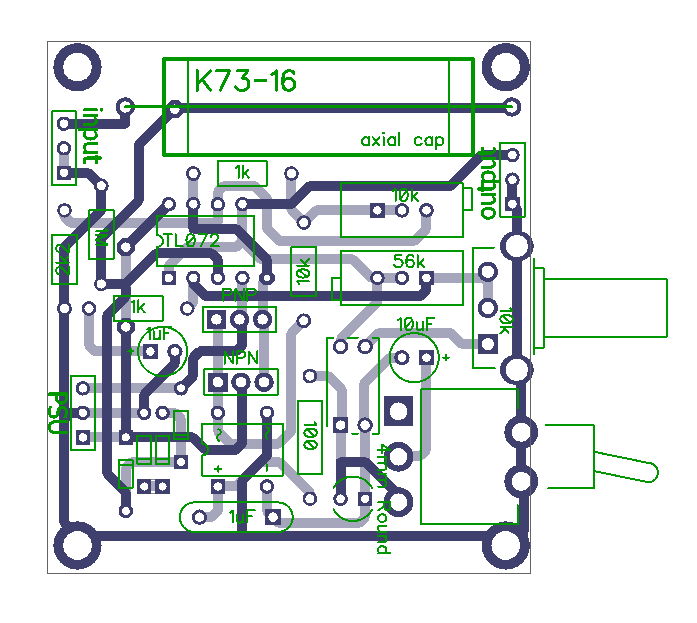 K73-16
axial cap
input
output
1k
10k
1M
TL072
2k2
56k
10k
PNP
1k
1uF
+
10uF
+
10k
NPN
PSU
100
~
+
-
~
4mm Round
1uF